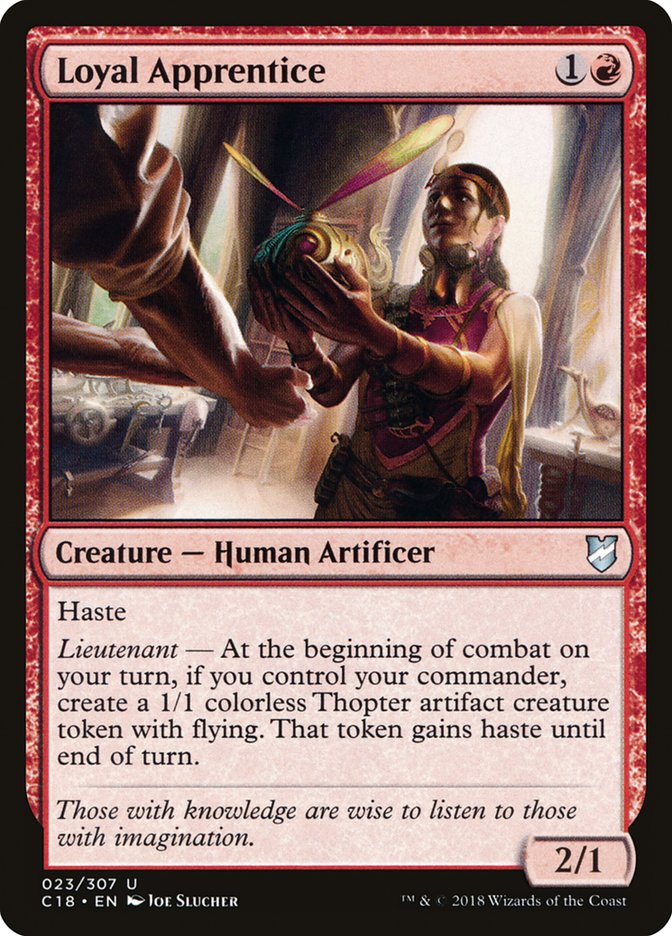 Loyal Apprentice 1
Creature — Human Artificer
Haste
Lieutenant — At the beginning of combat on
your turn, if you control your commander,
create a 1/1 colorless Thopter artifact creature
token with flying. That token gains haste until
end of turn.
Those with knowledge are wise to listen to those
with imagination.
2/1
023/307 U
C18 • EN Joe Slucher
™ & © 2018 Wizards of the Coast